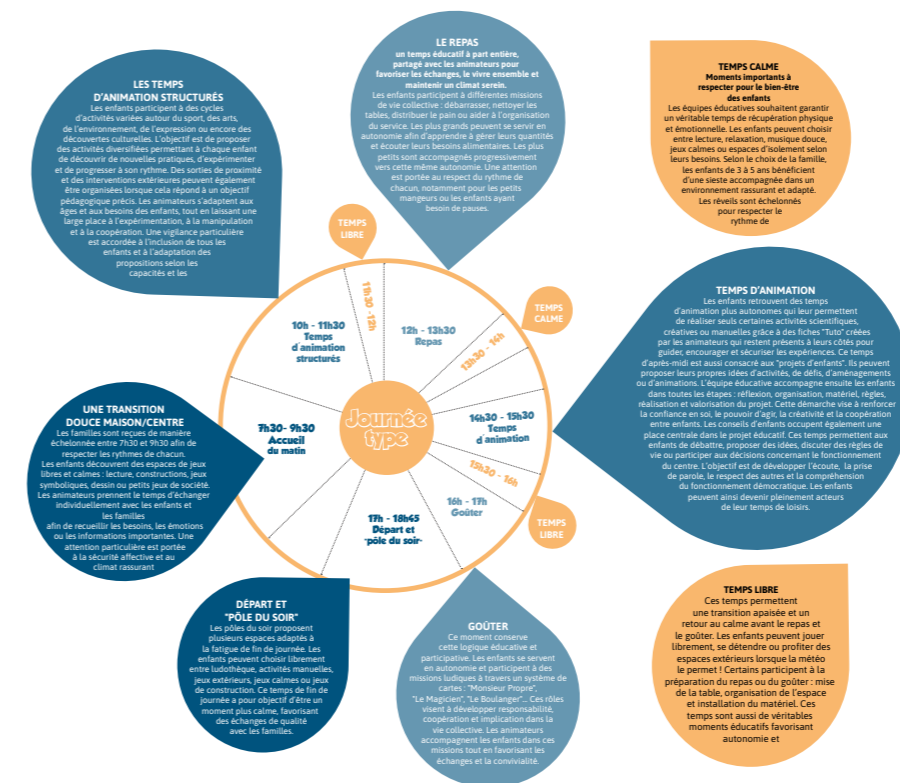 LES TEMPS
D'ANIMATION STRUCTURÉS
Les enfants participent à des cycles
d'activités variées autour du sport, des arts,
de l'environnement, de l'expression ou encore des
découvertes culturelles. L'objectif est de proposer
des activités diversifiées permettant à chaque enfant
de découvrir de nouvelles pratiques, d'expérimenter
et de progresser à son rythme. Des sorties de proximité
et des interventions extérieures peuvent également
être organisées lorsque cela répond à un objectif
pédagogique précis. Les animateurs s'adaptent aux
âges et aux besoins des enfants, tout en laissant une
large place à l'expérimentation, à la manipulation
et à la coopération. Une vigilance particulière
est accordée à l'inclusion de tous les
enfants et à l'adaptation des
propositions selon les
capacités et les
LE REPAS
un temps éducatif à part entière,
partagé avec les animateurs pour
favoriser les échanges, le vivre ensemble et
maintenir un climat serein.
Les enfants participent à différentes missions
de vie collective : débarrasser, nettoyer les
tables, distribuer le pain ou aider à l'organisation
du service. Les plus grands peuvent se servir en
autonomie afin d'apprendre à gérer leurs quantités
et écouter leurs besoins alimentaires. Les plus
petits sont accompagnés progressivement
vers cette même autonomie. Une attention
est portée au respect du rythme de
chacun, notamment pour les petits
mangeurs ou les enfants ayant
besoin de pauses.
TEMPS CALME
Moments importants à
respecter pour le bien-être
des enfants
Les équipes éducatives souhaitent garantir
un véritable temps de récupération physique
et émotionnelle. Les enfants peuvent choisir
entre lecture, relaxation, musique douce,
jeux calmes ou espaces d'isolement selon
leurs besoins. Selon le choix de la famille,
les enfants de 3 à 5 ans bénéficient
d'une sieste accompagnée dans un
environnement rassurant et adapté.
Les réveils sont échelonnés
pour respecter le
rythme de
TEMPS
LIBRE
TEMPS
CALME
11h30 - 12h
10h - 11h30
Temps
d'animation
structurés
12h - 13h30
Repas
13h30 - 14h
Journée
type
7h30- 9h30
Accueil
du matin
14h30 - 15h30
Temps
d'animation
15h30 - 16h
16h - 17h
Goûter
17h - 18h45
Départ et
"pôle du soir"
TEMPS
LIBRE
TEMPS D'ANIMATION
Les enfants retrouvent des temps
d'animation plus autonomes qui leur permettent
de réaliser seuls certaines activités scientifiques,
créatives ou manuelles grâce à des fiches "Tuto" créées
par les animateurs qui restent présents à leurs côtés pour
guider, encourager et sécuriser les expériences. Ce temps
d'après-midi est aussi consacré aux "projets d'enfants". Ils peuvent
proposer leurs propres idées d'activités, de défis, d'aménagements
ou d'animations. L'équipe éducative accompagne ensuite les enfants
dans toutes les étapes : réflexion, organisation, matériel, règles,
réalisation et valorisation du projet. Cette démarche vise à renforcer
la confiance en soi, le pouvoir d'agir, la créativité et la coopération
entre enfants. Les conseils d'enfants occupent également une
place centrale dans le projet éducatif. Ces temps permettent aux
enfants de débattre, proposer des idées, discuter des règles de
vie ou participer aux décisions concernant le fonctionnement
du centre. L'objectif est de développer l'écoute, la prise
de parole, le respect des autres et la compréhension
du fonctionnement démocratique. Les enfants
peuvent ainsi devenir pleinement acteurs
de leur temps de loisirs.
UNE TRANSITION
DOUCE MAISON/CENTRE
Les familles sont reçues de manière
échelonnée entre 7h30 et 9h30 afin de
respecter les rythmes de chacun.
Les enfants découvrent des espaces de jeux
libres et calmes : lecture, constructions, jeux
symboliques, dessin ou petits jeux de société.
Les animateurs prennent le temps d'échanger
individuellement avec les enfants et
les familles
afin de recueillir les besoins, les émotions
ou les informations importantes. Une
attention particulière est portée
à la sécurité affective et au
climat rassurant
DÉPART ET
"PÔLE DU SOIR"
Les pôles du soir proposent
plusieurs espaces adaptés à
la fatigue de fin de journée. Les
enfants peuvent choisir librement
entre ludothèque, activités manuelles,
jeux extérieurs, jeux calmes ou jeux
de construction. Ce temps de fin de
journée a pour objectif d'être un
moment plus calme, favorisant
des échanges de qualité
avec les familles.
GOÛTER
Ce moment conserve
cette logique éducative et
participative. Les enfants se servent
en autonomie et participent à des
missions ludiques à travers un système de
cartes : "Monsieur Propre",
"Le Magicien", "Le Boulanger"... Ces rôles
visent à développer responsabilité,
coopération et implication dans la
vie collective. Les animateurs
accompagnent les enfants dans ces
missions tout en favorisant les
échanges et la convivialité.
TEMPS LIBRE
Ces temps permettent
une transition apaisée et un
retour au calme avant le repas et
le goûter. Les enfants peuvent jouer
librement, se détendre ou profiter des
espaces extérieurs lorsque la météo
le permet ! Certains participent à la
préparation du repas ou du goûter : mise
de la table, organisation de l'espace
et installation du matériel. Ces
temps sont aussi de véritables
moments éducatifs favorisant
autonomie et